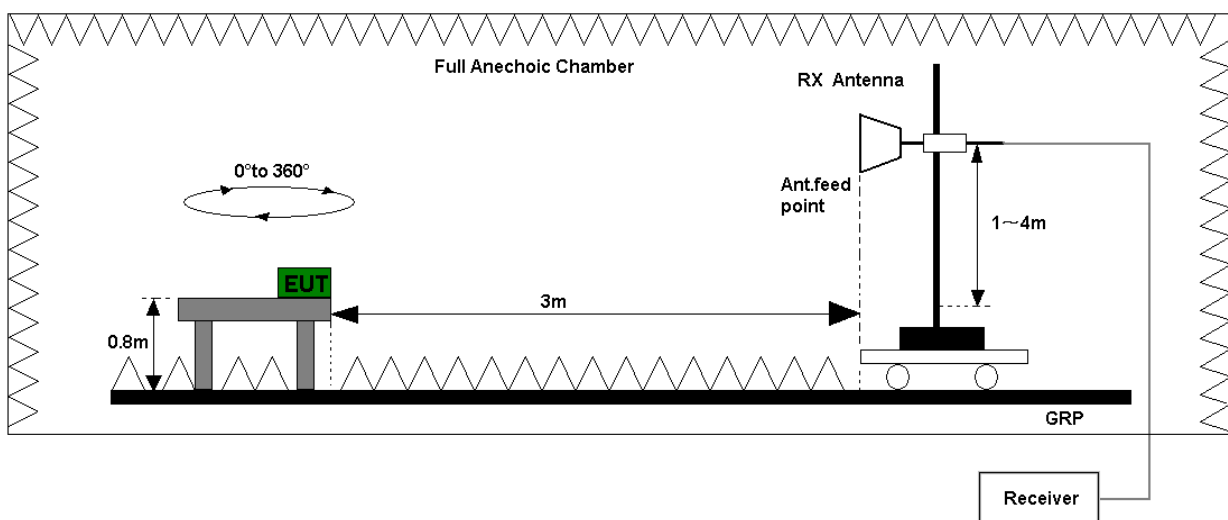 Full Anechoic Chamber
RX Antenna
0°to 360°
Ant.feed
point
1～4m
EUT
3m
0.8m
GRP
Receiver